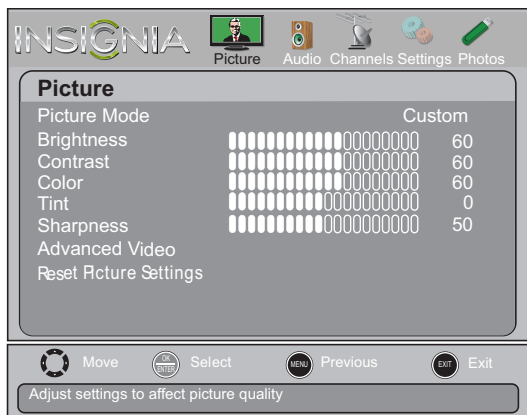 INSIGNIA
Picture Audio Channels Settings Photos
Picture
Picture Mode Custom
Brightness 60
Contrast 60
Color 60
Tint 0
Sharpness 50
Advanced Video
Reset Picture Settings
Move OK ENTER Select MENU Previous EXIT Exit
Adjust settings to affect picture quality